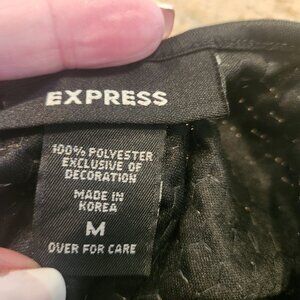 EXPRESS
100% POLYESTER
EXCLUSIVE OF
DECORATION
MADE IN
KOREA
M
OVER FOR CARE